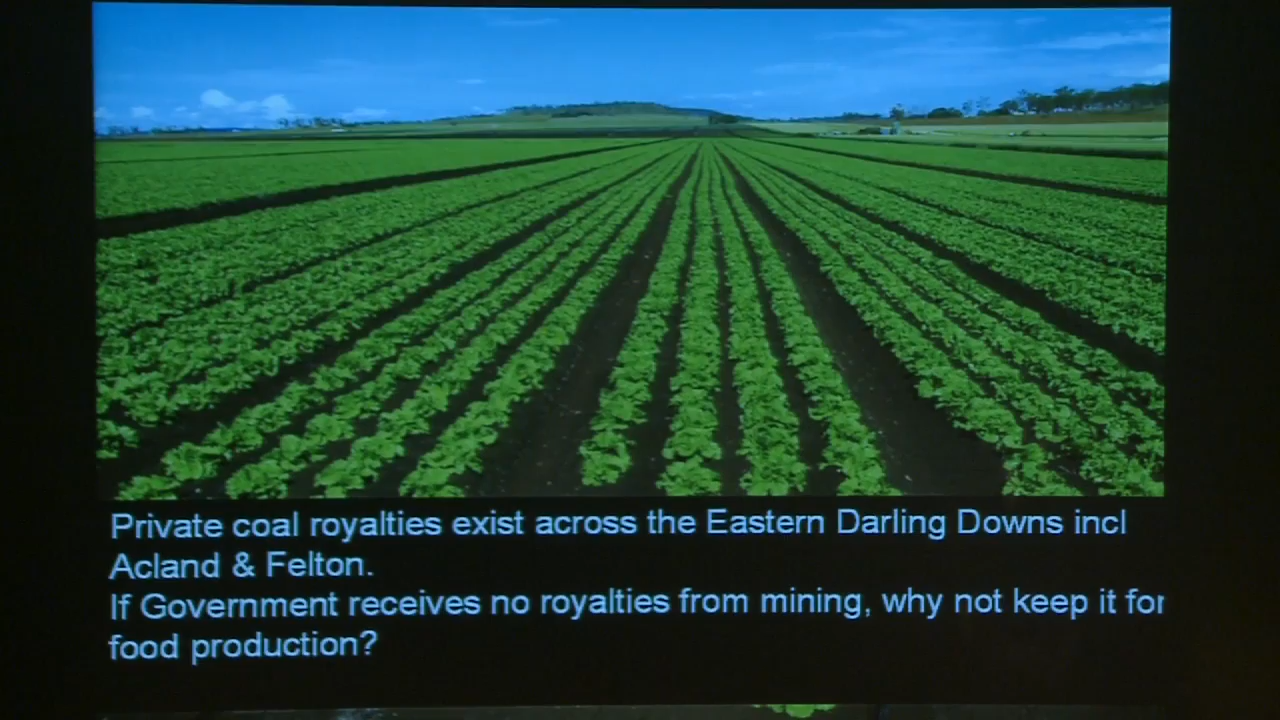 Private coal royalties exist across the Eastern Darling Downs incl
Acland & Felton.
If Government receives no royalties from mining, why not keep it for
food production?